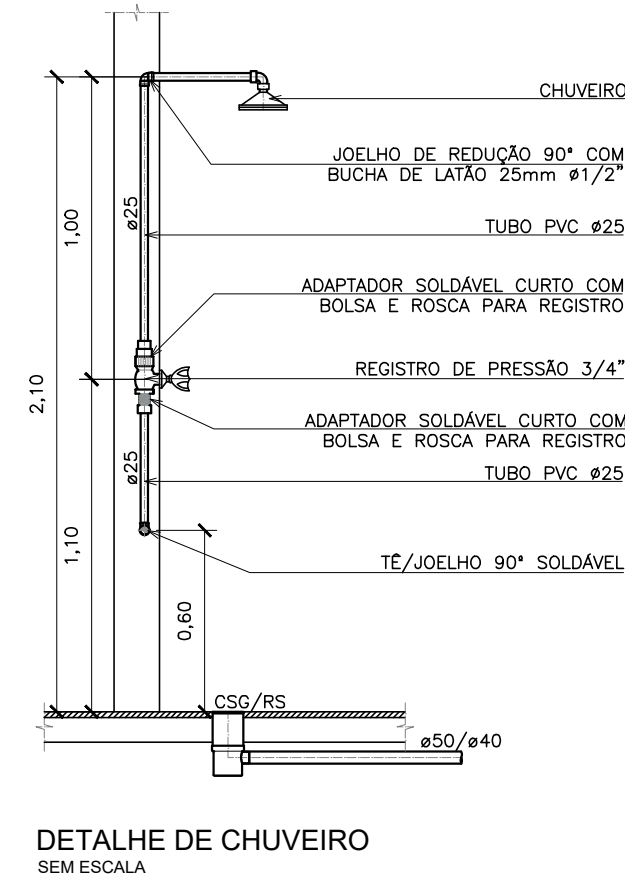 CHUVEIRO
JOELHO DE REDUÇÃO 90° COM
BUCHA DE LATÃO 25mm ø1/2"
ø25
1,00
TUBO PVC ø25
ADAPTADOR SOLDÁVEL CURTO COM
BOLSA E ROSCA PARA REGISTRO
REGISTRO DE PRESSÃO 3/4"
2,10
ADAPTADOR SOLDÁVEL CURTO COM
BOLSA E ROSCA PARA REGISTRO
ø25
TUBO PVC ø25
1,10
TÊ/JOELHO 90° SOLDÁVEL
0,60
CSG/RS
ø50/ø40
DETALHE DE CHUVEIRO
SEM ESCALA